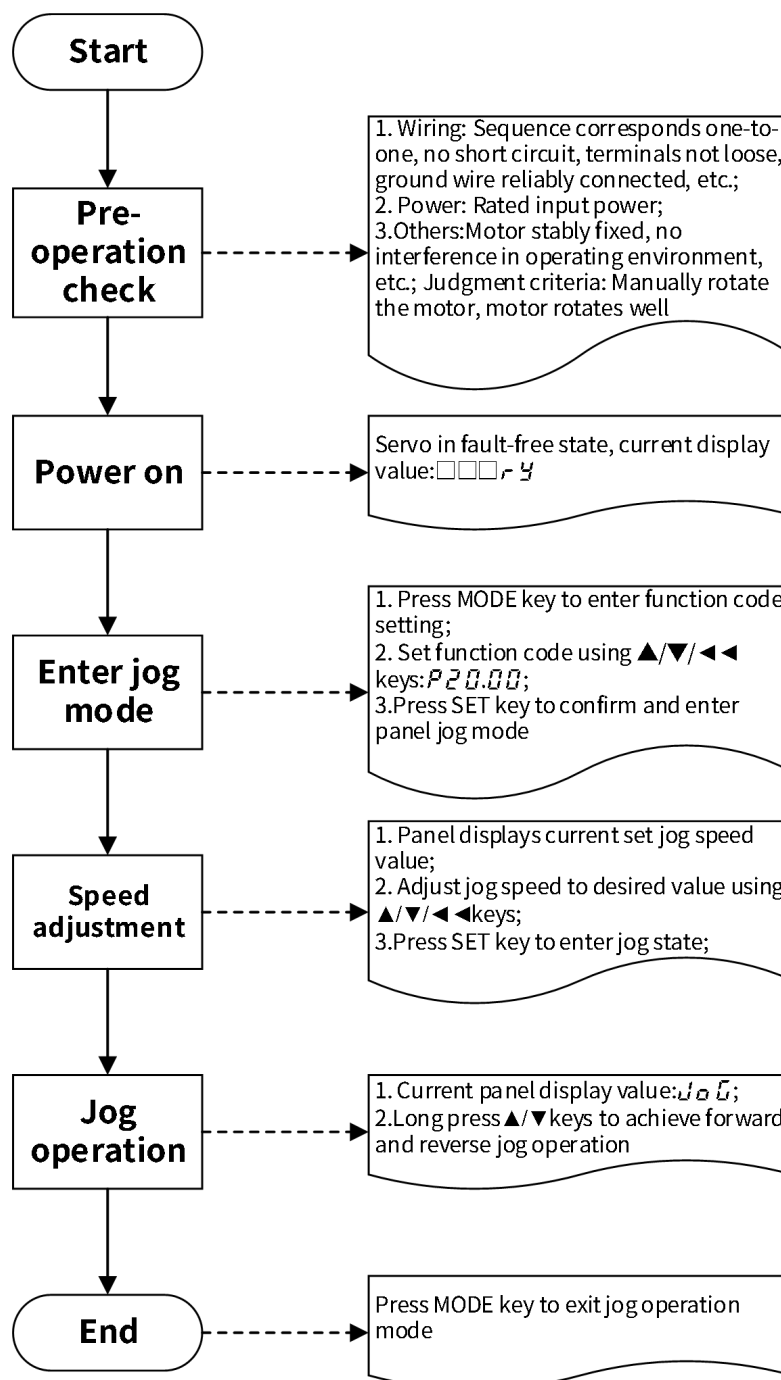 Start
Pre-
operation
check
1. Wiring: Sequence corresponds one-to-
one, no short circuit, terminals not loose,
ground wire reliably connected, etc.;
2. Power: Rated input power;
3.Others:Motor stably fixed, no
interference in operating environment,
etc.; Judgment criteria: Manually rotate
the motor, motor rotates well
Power on
Servo in fault-free state, current display
value:□□□ry
Enter jog
mode
1. Press MODE key to enter function code
setting;
2. Set function code using ▲/▼/◄◄
keys:P20.00;
3.Press SET key to confirm and enter
panel jog mode
Speed
adjustment
1. Panel displays current set jog speed
value;
2. Adjust jog speed to desired value using
▲/▼/◄◄keys;
3.Press SET key to enter jog state;
Jog
operation
1. Current panel display value:JoG;
2.Long press▲/▼keys to achieve forward
and reverse jog operation
End
Press MODE key to exit jog operation
mode